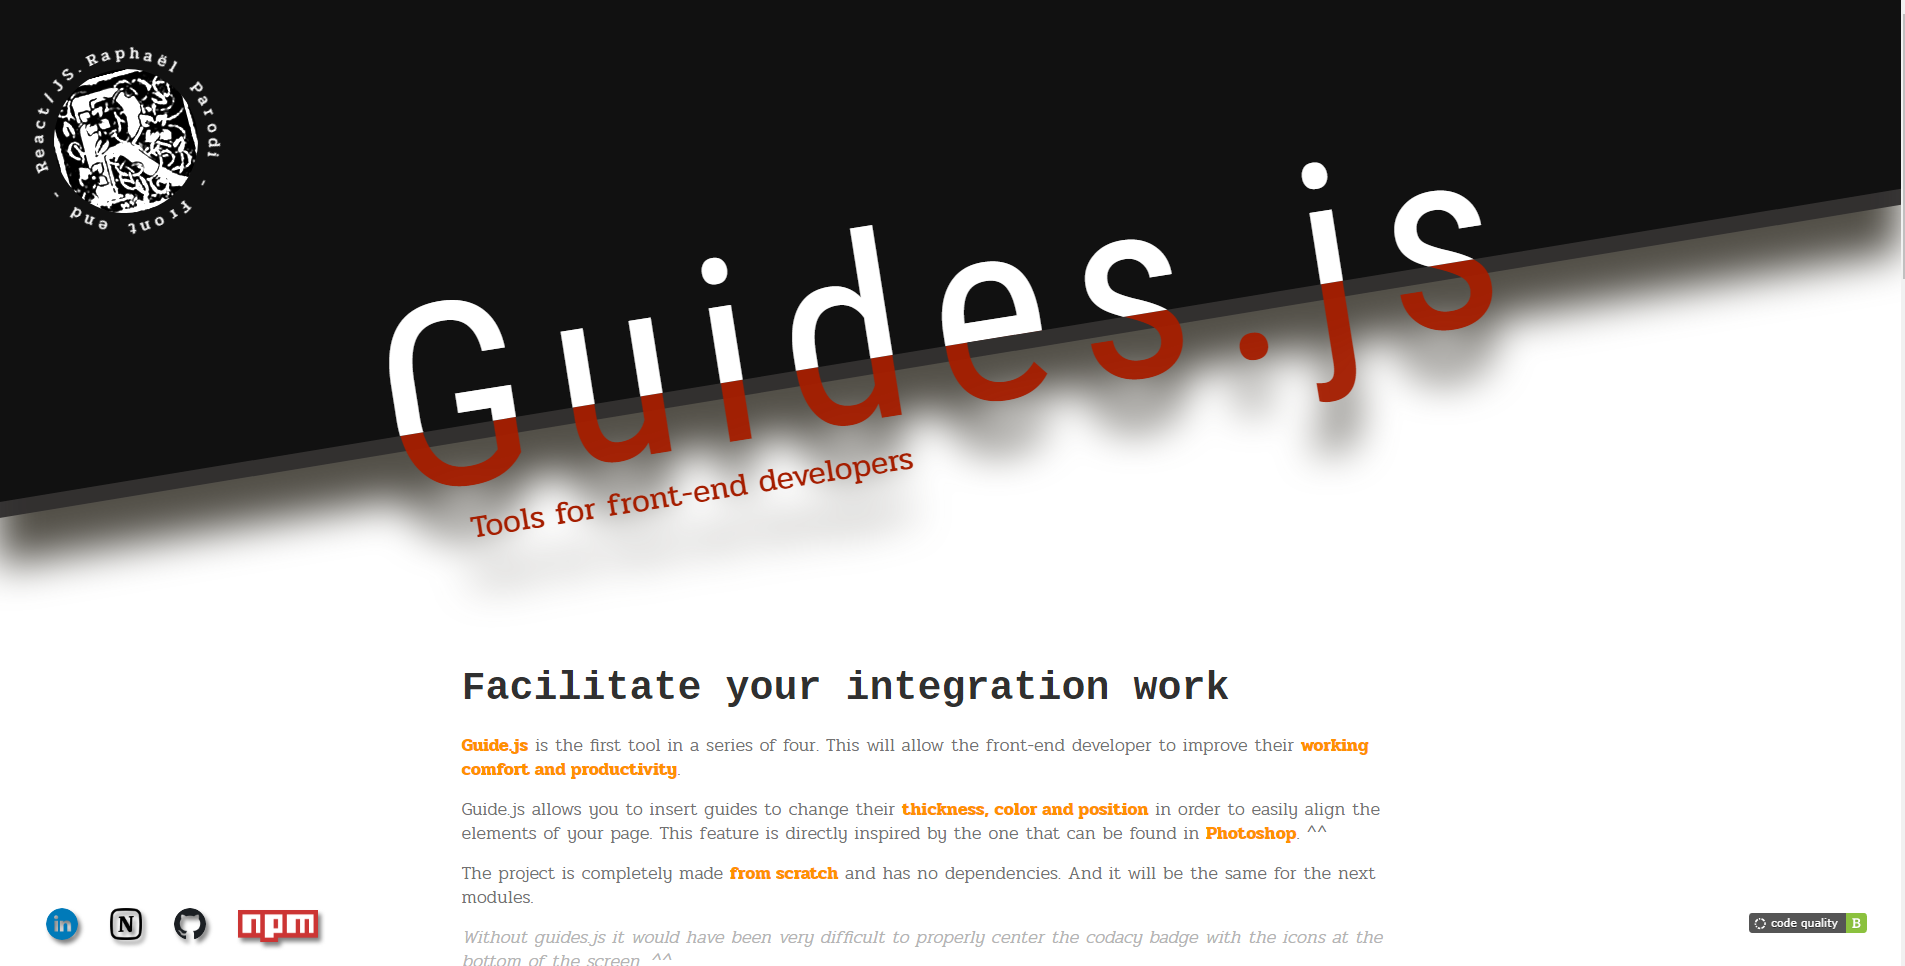 Raphaël Parodi - Front end - React/JS.
Guides.js
Tools for front-end developers
Facilitate your integration work
Guide.js is the first tool in a series of four. This will allow the front-end developer to improve their working
comfort and productivity.
Guide.js allows you to insert guides to change their thickness, color and position in order to easily align the
elements of your page. This feature is directly inspired by the one that can be found in Photoshop. ^^
The project is completely made from scratch and has no dependencies. And it will be the same for the next
modules.
Without guides.js it would have been very difficult to properly center the codacy badge with the icons at the
bottom of the screen. ^^
in N npm
code quality B